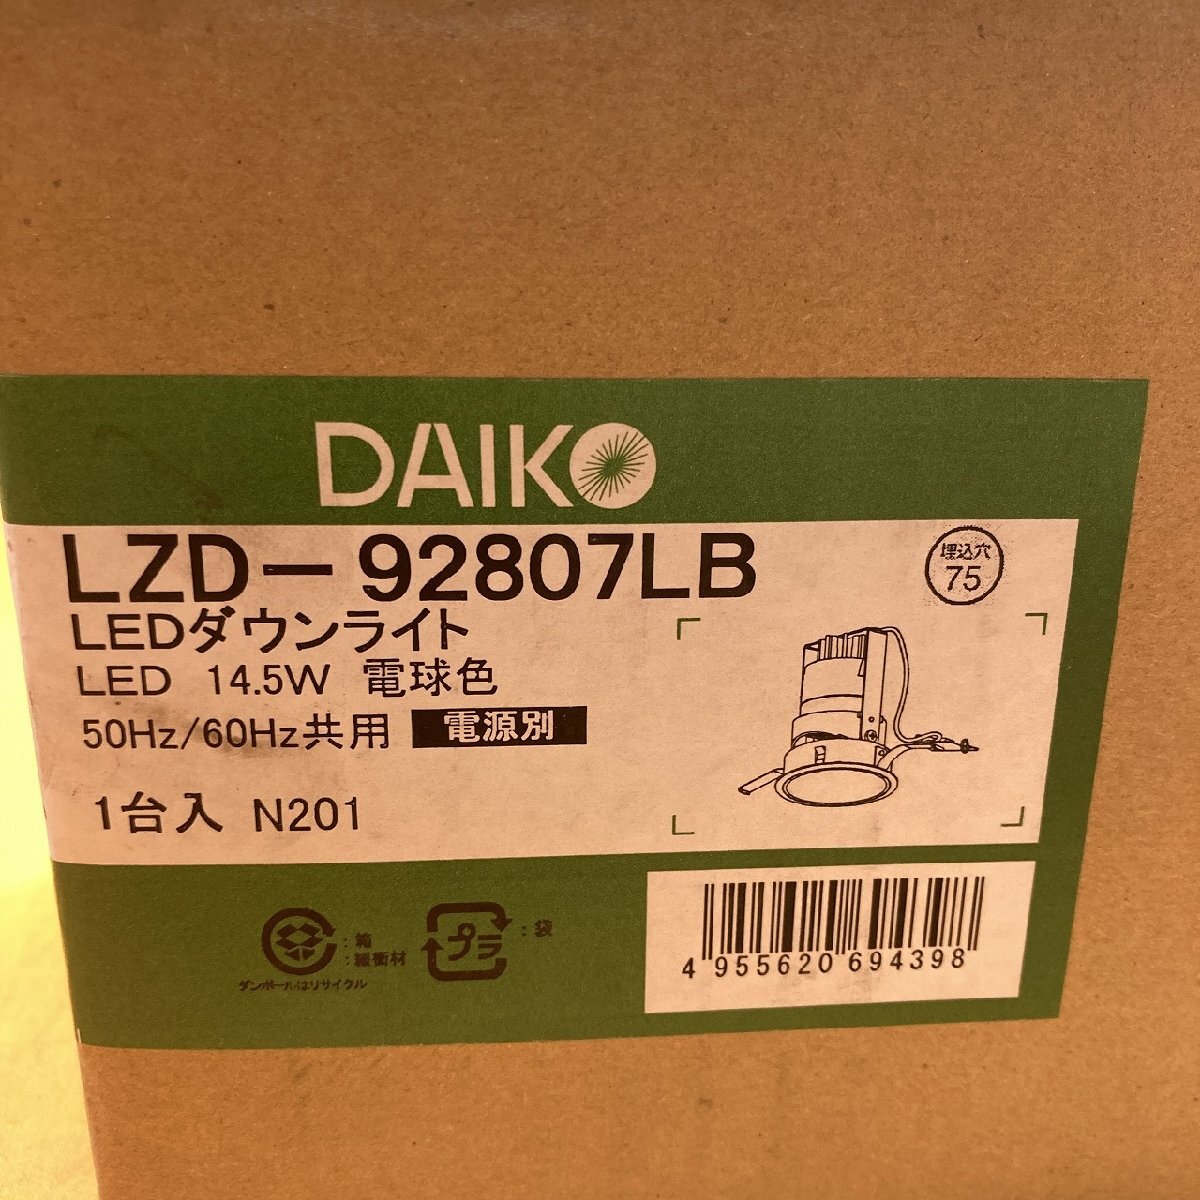 DAIKO
LZD-92807LB
埋込穴
75
LEDダウンライト
LED 14.5W 電球色
50Hz/60Hz共用 電源別
1台入 N201
:箱
:緩衝材
ダンボールはリサイクル
プラ
:袋
4 955620 694398